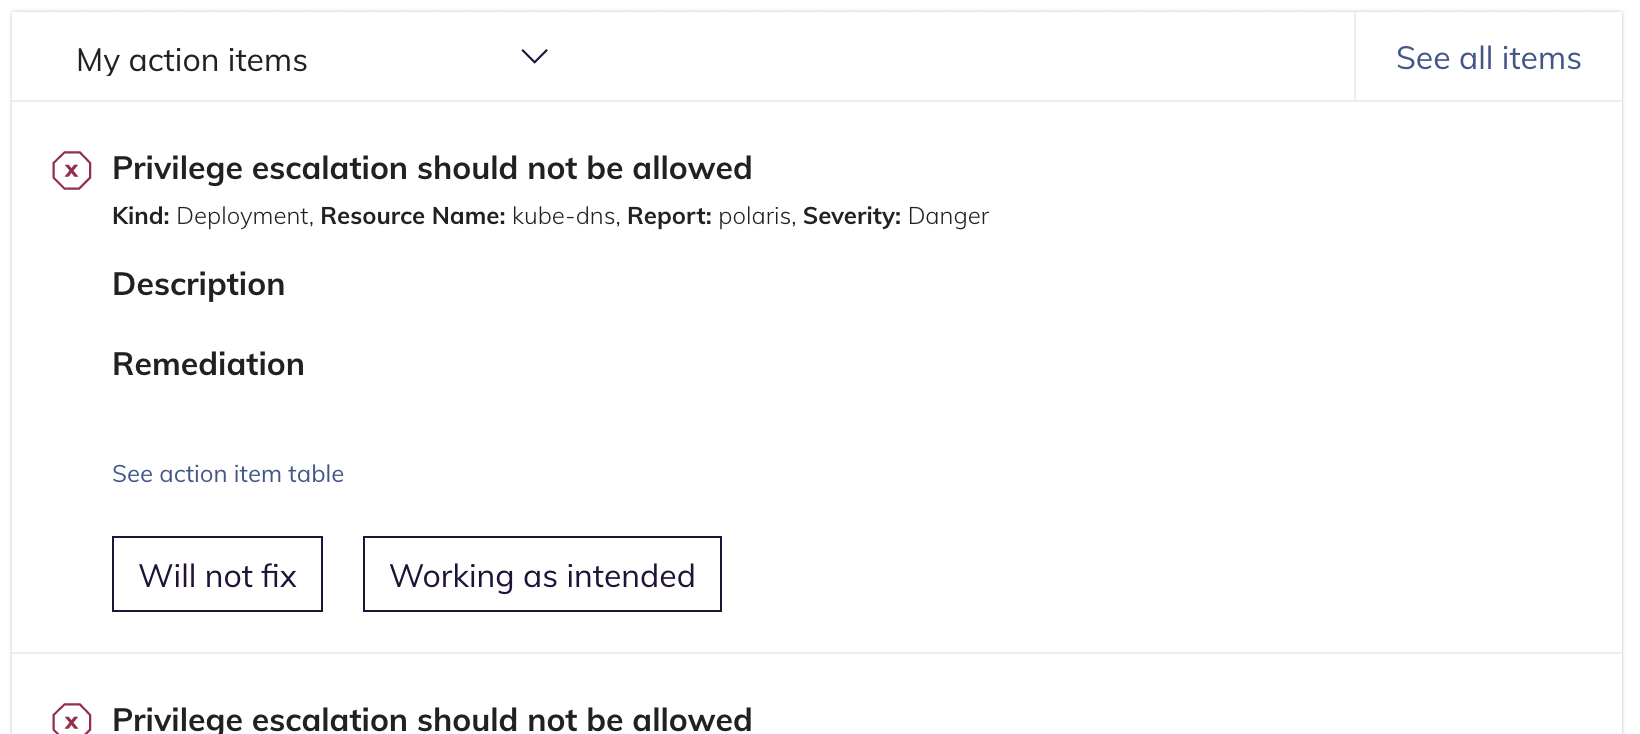 My action items
See all items
Privilege escalation should not be allowed
Kind: Deployment, Resource Name: kube-dns, Report: polaris, Severity: Danger
Description
Remediation
See action item table
Will not fix
Working as intended
Privilege escalation should not be allowed